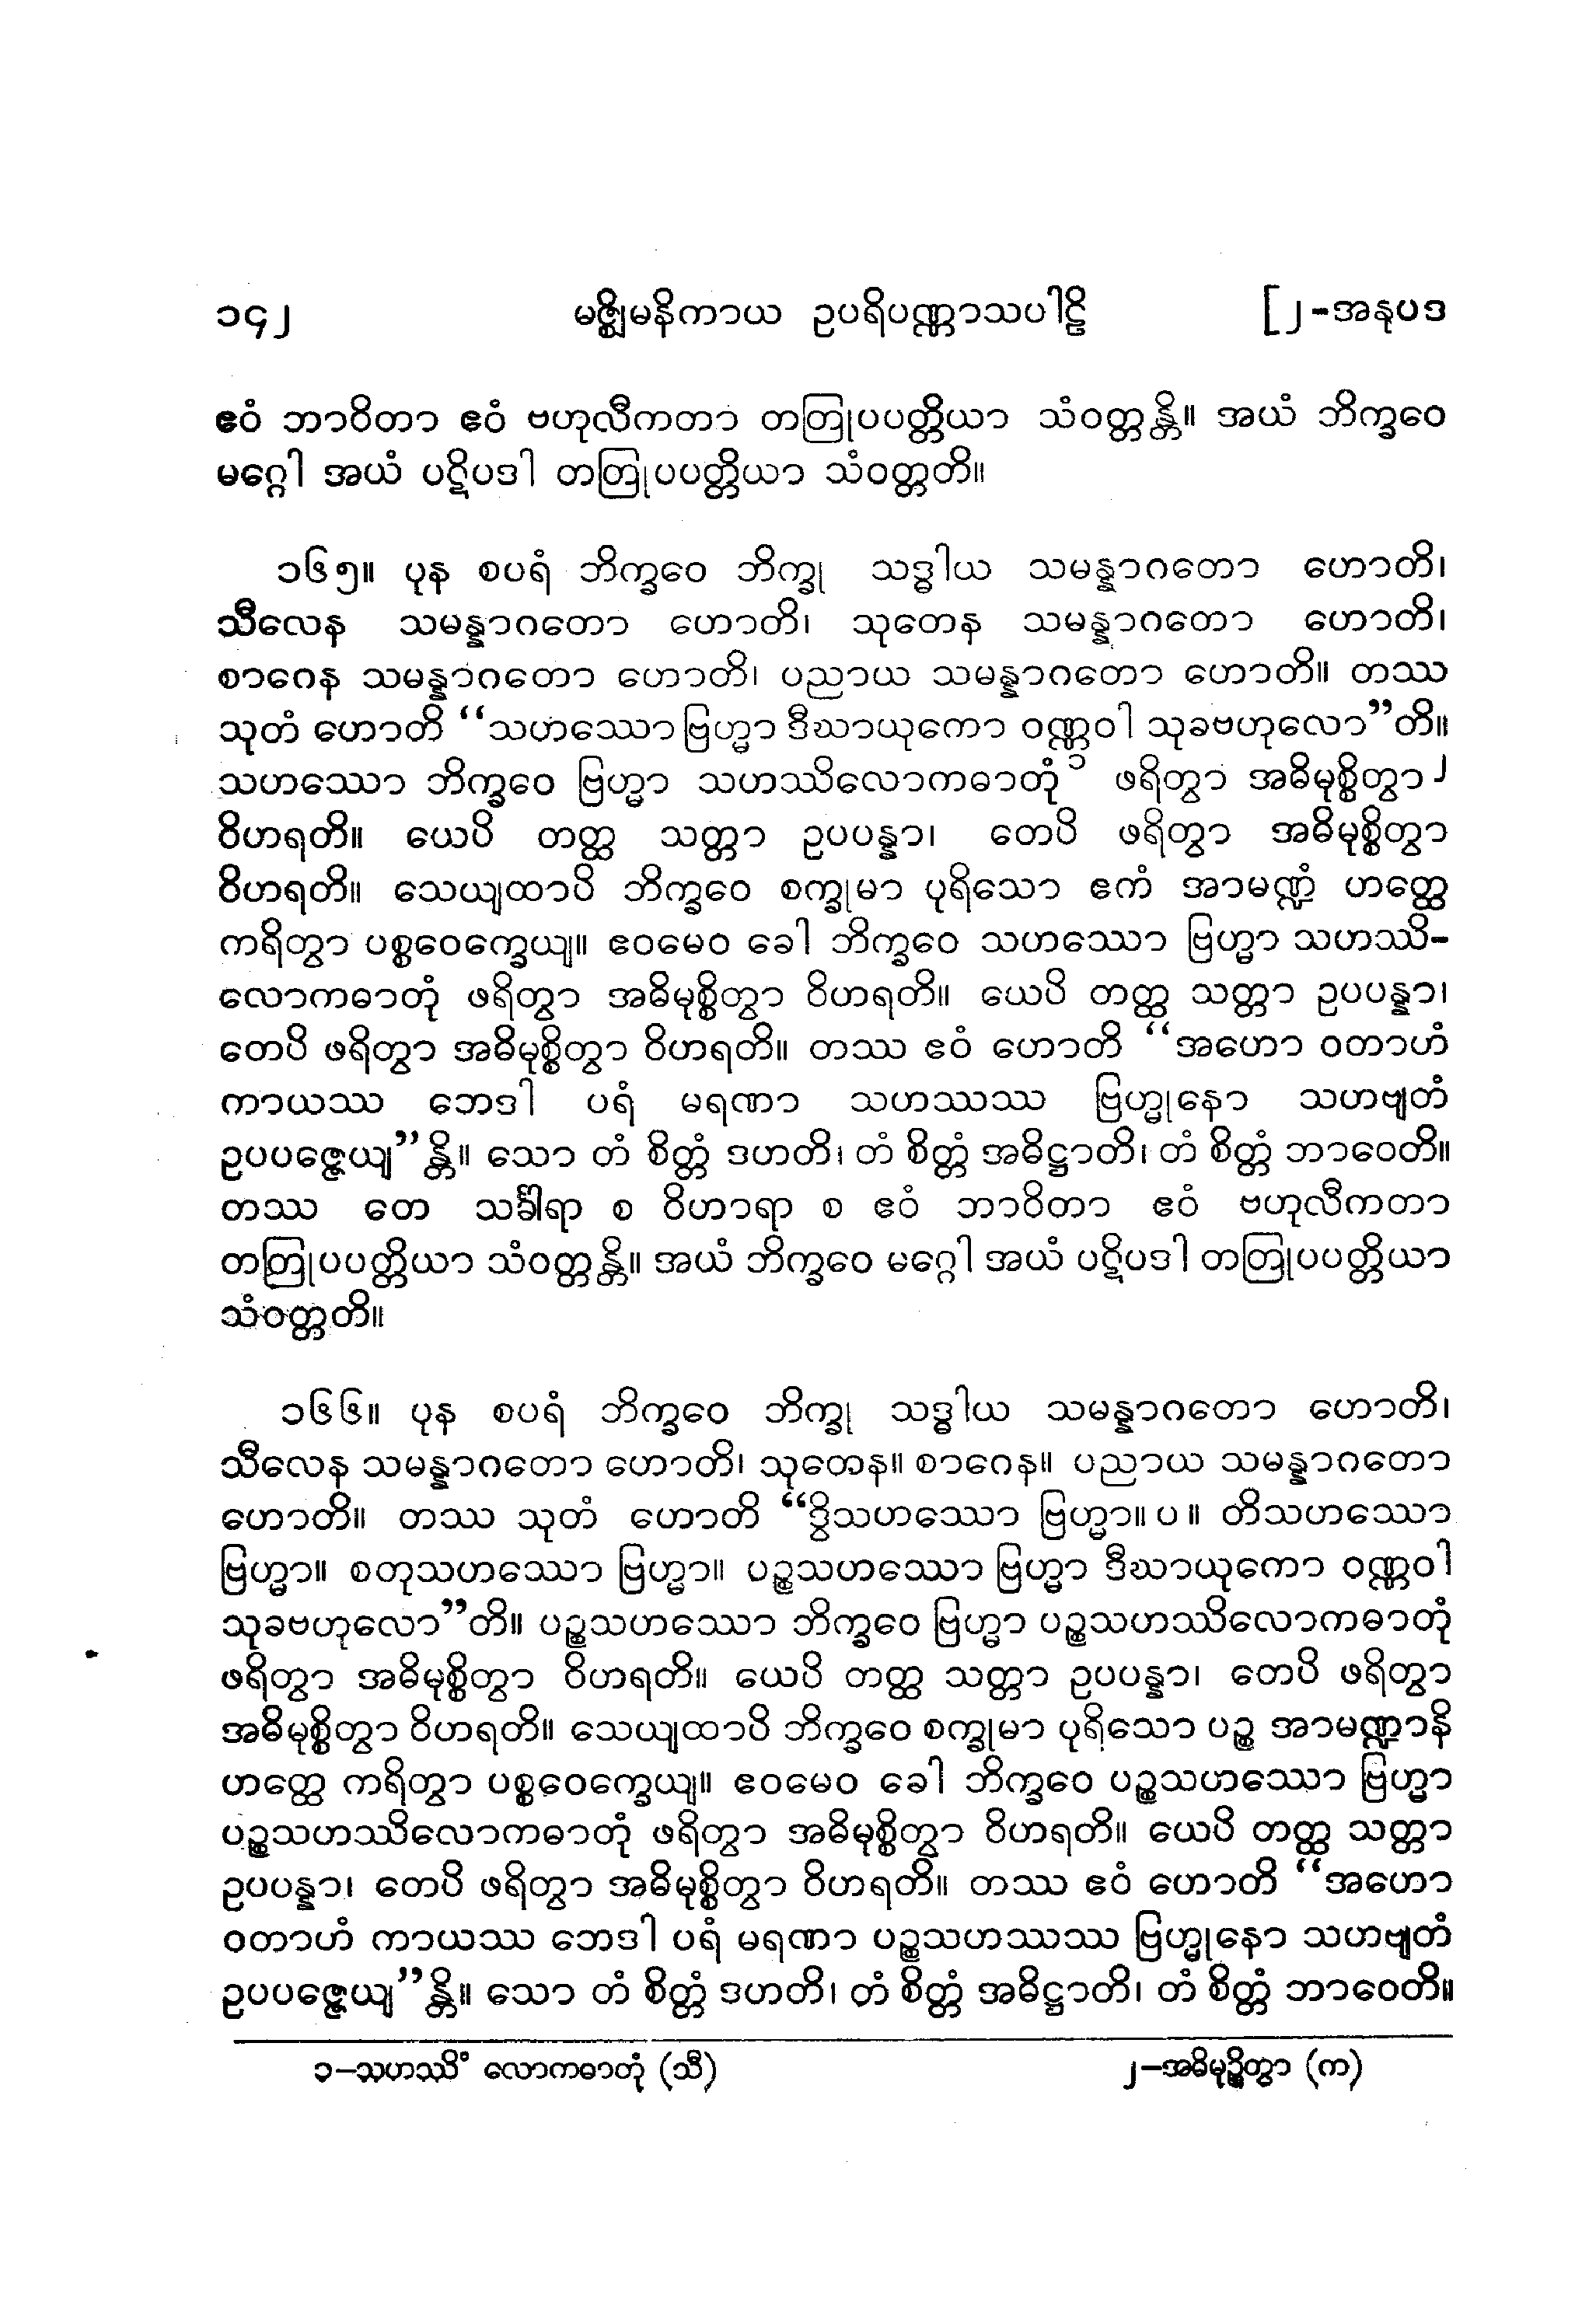 ၁၄၂ မဇ္ဈိမနိကာယ ဥပရိပဏ္ဏာသပါဠိ [၂-အနုပဒ
ဧဝံ ဘာဝိတာ ဧဝံ ဗဟုလီကတာ တတြုပပတ္တိယာ သံဝတ္တန္တိ။ အယံ ဘိက္ခဝေ
မဂ္ဂေါ အယံ ပဋိပဒါ တတြုပပတ္တိယာ သံဝတ္တတိ။
၁၆၅။ ပုန စပရံ ဘိက္ခဝေ ဘိက္ခု သဒ္ဓါယ သမန္နာဂတော ဟောတိ၊
သီလေန သမန္နာဂတော ဟောတိ၊ သုတေန သမန္နာဂတော ဟောတိ၊
စာဂေန သမန္နာဂတော ဟောတိ၊ ပညာယ သမန္နာဂတော ဟောတိ။ တဿ
သုတံ ဟောတိ “သဟဿော ဗြဟ္မာ ဒီဃာယုကော ဝဏ္ဏဝါ သုခဗဟုလော”တိ။
သဟဿော ဘိက္ခဝေ ဗြဟ္မာ သဟဿိလောကဓာတုံ ၁ ဖရိတွာ အဓိမုစ္စိတွာ ၂
ဝိဟရတိ။ ယေပိ တတ္ထ သတ္တာ ဥပပန္နာ၊ တေပိ ဖရိတွာ အဓိမုစ္စိတွာ
ဝိဟရတိ။ သေယျထာပိ ဘိက္ခဝေ စက္ခုမာ ပုရိသော ဧကံ အာမဏ္ဍံ ဟတ္ထေ
ကရိတွာ ပစ္စဝေက္ခေယျ။ ဧဝမေဝ ခေါ ဘိက္ခဝေ သဟဿော ဗြဟ္မာ သဟဿိ-
လောကဓာတုံ ဖရိတွာ အဓိမုစ္စိတွာ ဝိဟရတိ။ ယေပိ တတ္ထ သတ္တာ ဥပပန္နာ၊
တေပိ ဖရိတွာ အဓိမုစ္စိတွာ ဝိဟရတိ။ တဿ ဧဝံ ဟောတိ “အဟော ဝတာဟံ
ကာယဿ ဘေဒါ ပရံ မရဏာ သဟဿဿ ဗြဟ္မုနော သဟဗျတံ
ဥပပဇ္ဇေယျ”န္တိ။ သော တံ စိတ္တံ ဒဟတိ၊ တံ စိတ္တံ အဓိဋ္ဌာတိ၊ တံ စိတ္တံ ဘာဝေတိ။
တဿ တေ သင်္ခါရာ စ ဝိဟာရာ စ ဧဝံ ဘာဝိတာ ဧဝံ ဗဟုလီကတာ
တတြုပပတ္တိယာ သံဝတ္တန္တိ။ အယံ ဘိက္ခဝေ မဂ္ဂေါ အယံ ပဋိပဒါ တတြုပပတ္တိယာ
သံဝတ္တတိ။
၁၆၆။ ပုန စပရံ ဘိက္ခဝေ ဘိက္ခု သဒ္ဓါယ သမန္နာဂတော ဟောတိ၊
သီလေန သမန္နာဂတော ဟောတိ၊ သုတေန။ စာဂေန။ ပညာယ သမန္နာဂတော
ဟောတိ။ တဿ သုတံ ဟောတိ “ဒွိသဟဿော ဗြဟ္မာ။ ပ ။ တိသဟဿော
ဗြဟ္မာ။ စတုသဟဿော ဗြဟ္မာ။ ပဉ္စသဟဿော ဗြဟ္မာ ဒီဃာယုကော ဝဏ္ဏဝါ
သုခဗဟုလော”တိ။ ပဉ္စသဟဿော ဘိက္ခဝေ ဗြဟ္မာ ပဉ္စသဟဿိလောကဓာတုံ
ဖရိတွာ အဓိမုစ္စိတွာ ဝိဟရတိ။ ယေပိ တတ္ထ သတ္တာ ဥပပန္နာ၊ တေပိ ဖရိတွာ
အဓိမုစ္စိတွာ ဝိဟရတိ။ သေယျထာပိ ဘိက္ခဝေ စက္ခုမာ ပုရိသော ပဉ္စ အာမဏ္ဍာနိ
ဟတ္ထေ ကရိတွာ ပစ္စဝေက္ခေယျ။ ဧဝမေဝ ခေါ ဘိက္ခဝေ ပဉ္စသဟဿော ဗြဟ္မာ
ပဉ္စသဟဿိလောကဓာတုံ ဖရိတွာ အဓိမုစ္စိတွာ ဝိဟရတိ။ ယေပိ တတ္ထ သတ္တာ
ဥပပန္နာ၊ တေပိ ဖရိတွာ အဓိမုစ္စိတွာ ဝိဟရတိ။ တဿ ဧဝံ ဟောတိ “အဟော
ဝတာဟံ ကာယဿ ဘေဒါ ပရံ မရဏာ ပဉ္စသဟဿဿ ဗြဟ္မုနော သဟဗျတံ
ဥပပဇ္ဇေယျ”န္တိ။ သော တံ စိတ္တံ ဒဟတိ၊ တံ စိတ္တံ အဓိဋ္ဌာတိ၊ တံ စိတ္တံ ဘာဝေတိ။
၁-သဟဿိံ လောကဓာတုံ (သီ) ၂-အဓိမုဉ္စိတွာ (က)